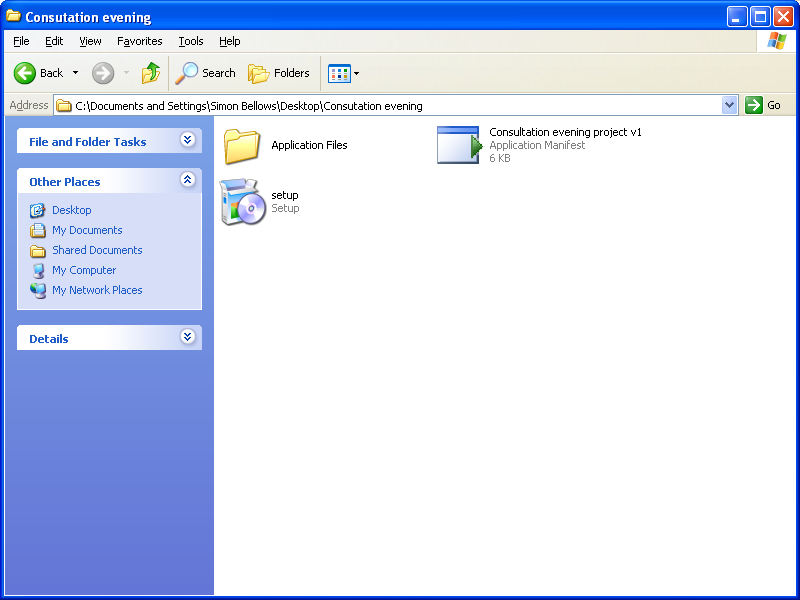 Consutation evening
File Edit View Favorites Tools Help
Back Search Folders
Address C:\Documents and Settings\Simon Bellows\Desktop\Consutation evening Go
File and Folder Tasks
Other Places
Desktop
My Documents
Shared Documents
My Computer
My Network Places
Details
Application Files
Consultation evening project v1
Application Manifest
6 KB
setup
Setup